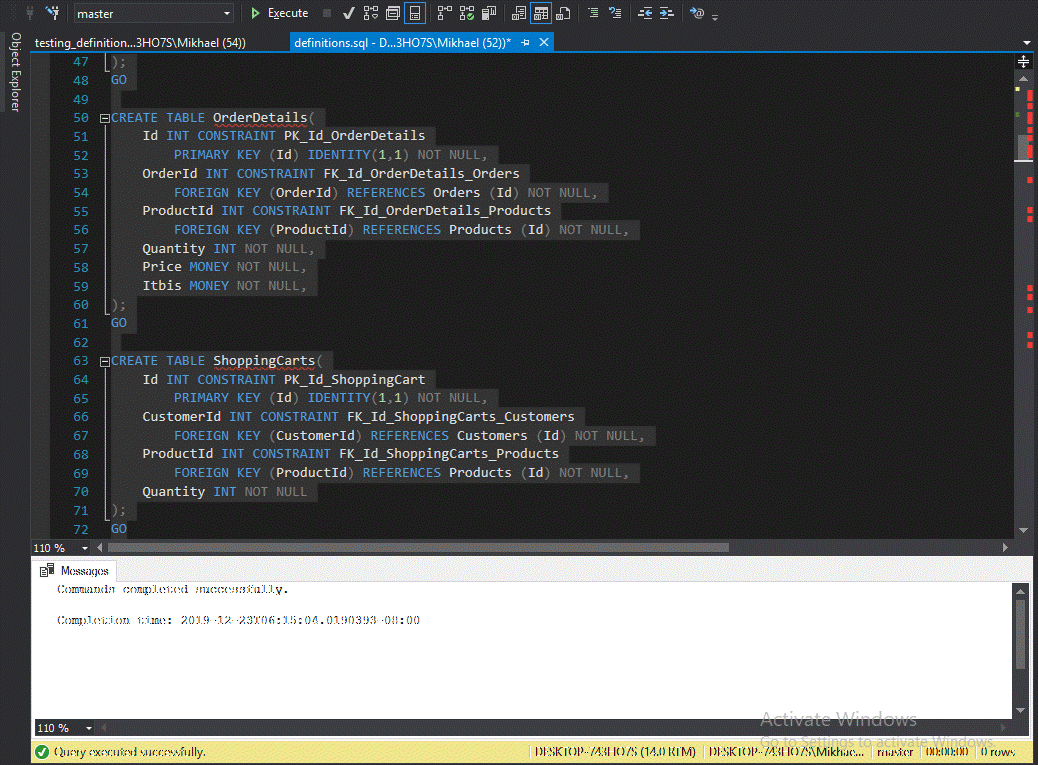 master
Execute
Object Explorer
testing_definition...3HO7S\Mikhael (54))
definitions.sql - D...3HO7S\Mikhael (52))*
47 );
48 GO
49
50 CREATE TABLE OrderDetails(
51 Id INT CONSTRAINT PK_Id_OrderDetails
52 PRIMARY KEY (Id) IDENTITY(1,1) NOT NULL,
53 OrderId INT CONSTRAINT FK_Id_OrderDetails_Orders
54 FOREIGN KEY (OrderId) REFERENCES Orders (Id) NOT NULL,
55 ProductId INT CONSTRAINT FK_Id_OrderDetails_Products
56 FOREIGN KEY (ProductId) REFERENCES Products (Id) NOT NULL,
57 Quantity INT NOT NULL,
58 Price MONEY NOT NULL,
59 Itbis MONEY NOT NULL,
60 );
61 GO
62
63 CREATE TABLE ShoppingCarts(
64 Id INT CONSTRAINT PK_Id_ShoppingCart
65 PRIMARY KEY (Id) IDENTITY(1,1) NOT NULL,
66 CustomerId INT CONSTRAINT FK_Id_ShoppingCarts_Customers
67 FOREIGN KEY (CustomerId) REFERENCES Customers (Id) NOT NULL,
68 ProductId INT CONSTRAINT FK_Id_ShoppingCarts_Products
69 FOREIGN KEY (ProductId) REFERENCES Products (Id) NOT NULL,
70 Quantity INT NOT NULL
71 );
72 GO
110 %
Messages
Commands completed successfully.
Completion time: 2019-12-23T06:15:04.0190393-08:00
110 %
Activate Windows
Go to Settings to activate Windows.
Query executed successfully.
DESKTOP-743HO7S (14.0 RTM)
DESKTOP-743HO7S\Mikhae...
master
00:00:00
0 rows